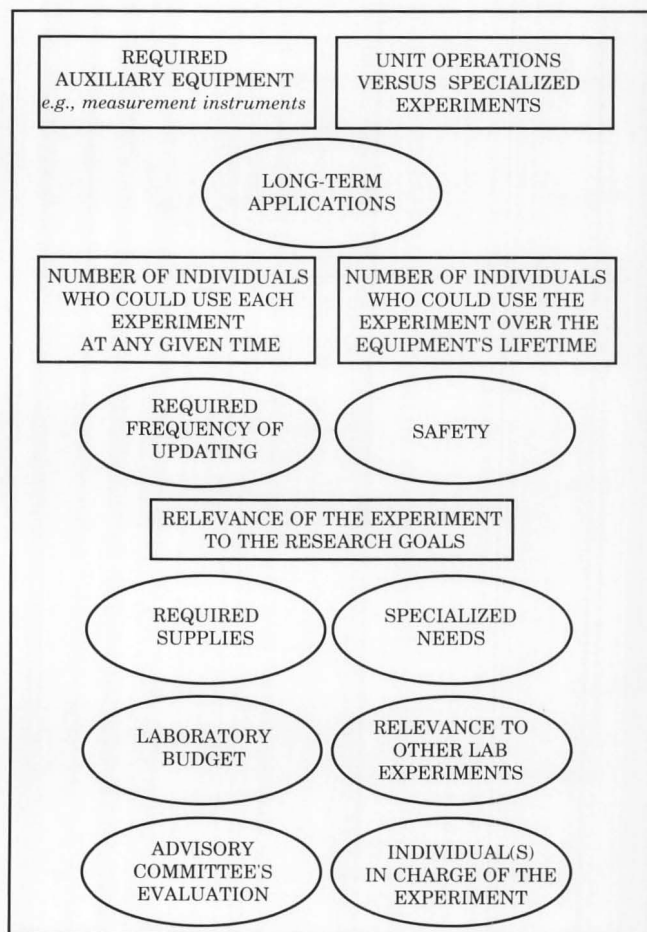 REQUIRED
AUXILIARY EQUIPMENT
e.g., measurement instruments
UNIT OPERATIONS
VERSUS SPECIALIZED
EXPERIMENTS
LONG-TERM
APPLICATIONS
NUMBER OF INDIVIDUALS
WHO COULD USE EACH
EXPERIMENT
AT ANY GIVEN TIME
NUMBER OF INDIVIDUALS
WHO COULD USE THE
EXPERIMENT OVER THE
EQUIPMENT'S LIFETIME
REQUIRED
FREQUENCY OF
UPDATING
SAFETY
RELEVANCE OF THE EXPERIMENT
TO THE RESEARCH GOALS
REQUIRED
SUPPLIES
SPECIALIZED
NEEDS
LABORATORY
BUDGET
RELEVANCE TO
OTHER LAB
EXPERIMENTS
ADVISORY
COMMITTEE'S
EVALUATION
INDIVIDUAL(S)
IN CHARGE OF THE
EXPERIMENT